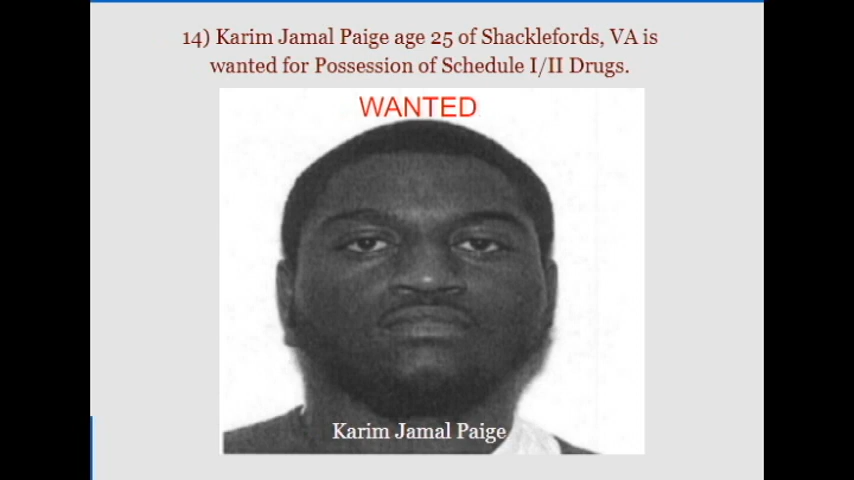 14) Karim Jamal Paige age 25 of Shacklefords, VA is
wanted for Possession of Schedule I/II Drugs.
WANTED
Karim Jamal Paige